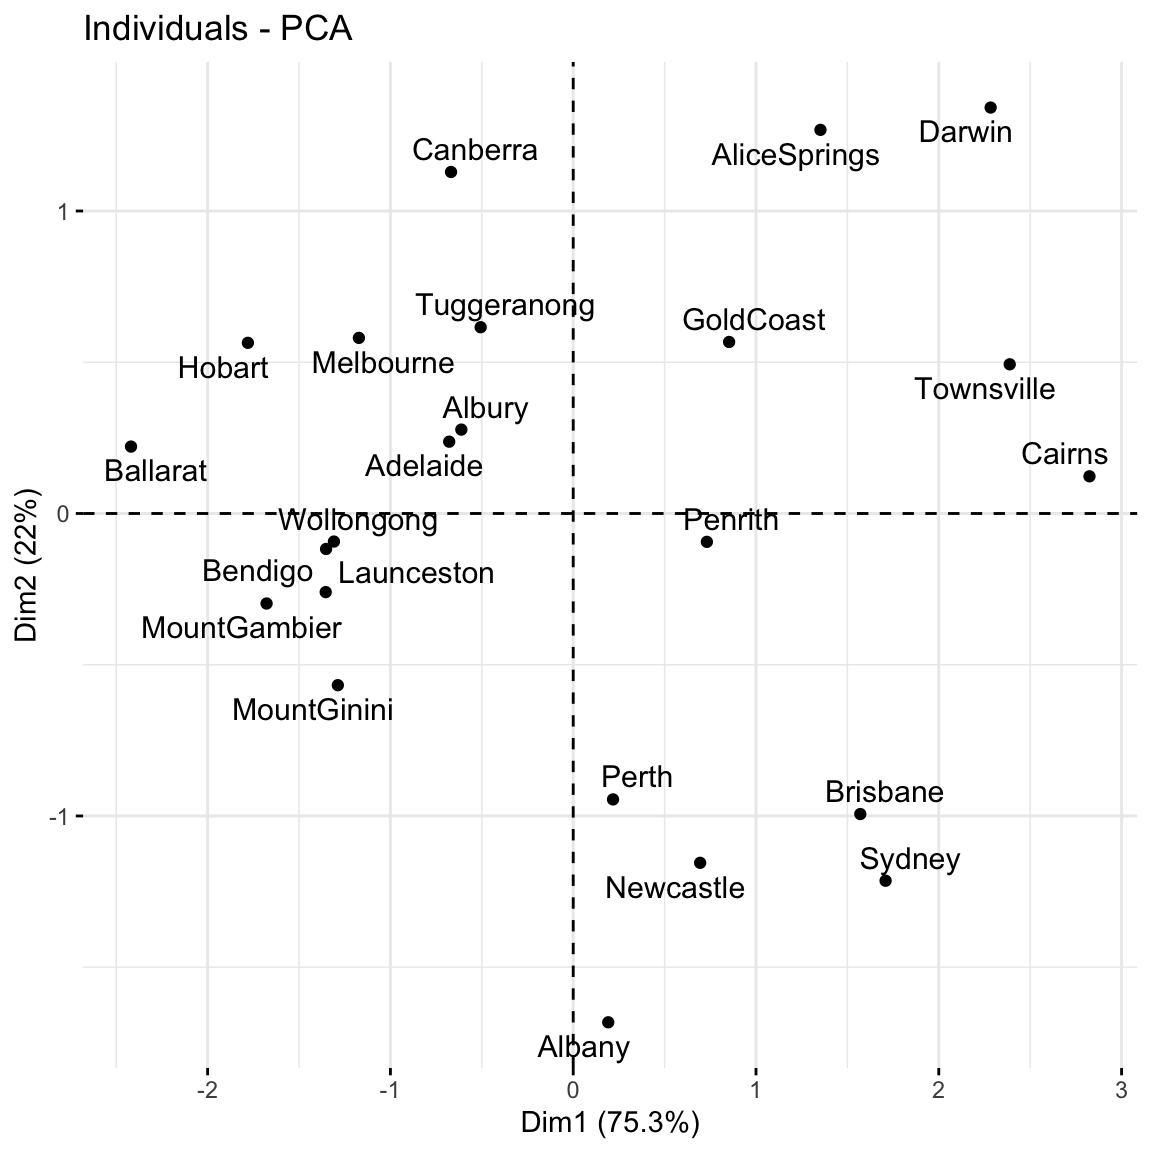 Individuals - PCA
Darwin
Canberra
AliceSprings
1
Tuggeranong
GoldCoast
Hobart
Melbourne
Townsville
Albury
Cairns
Adelaide
Ballarat
0
Wollongong
Penrith
Bendigo
Launceston
MountGambier
MountGinini
Perth
Brisbane
-1
Sydney
Newcastle
Albany
Dim2 (22%)
-2 -1 0 1 2 3
Dim1 (75.3%)